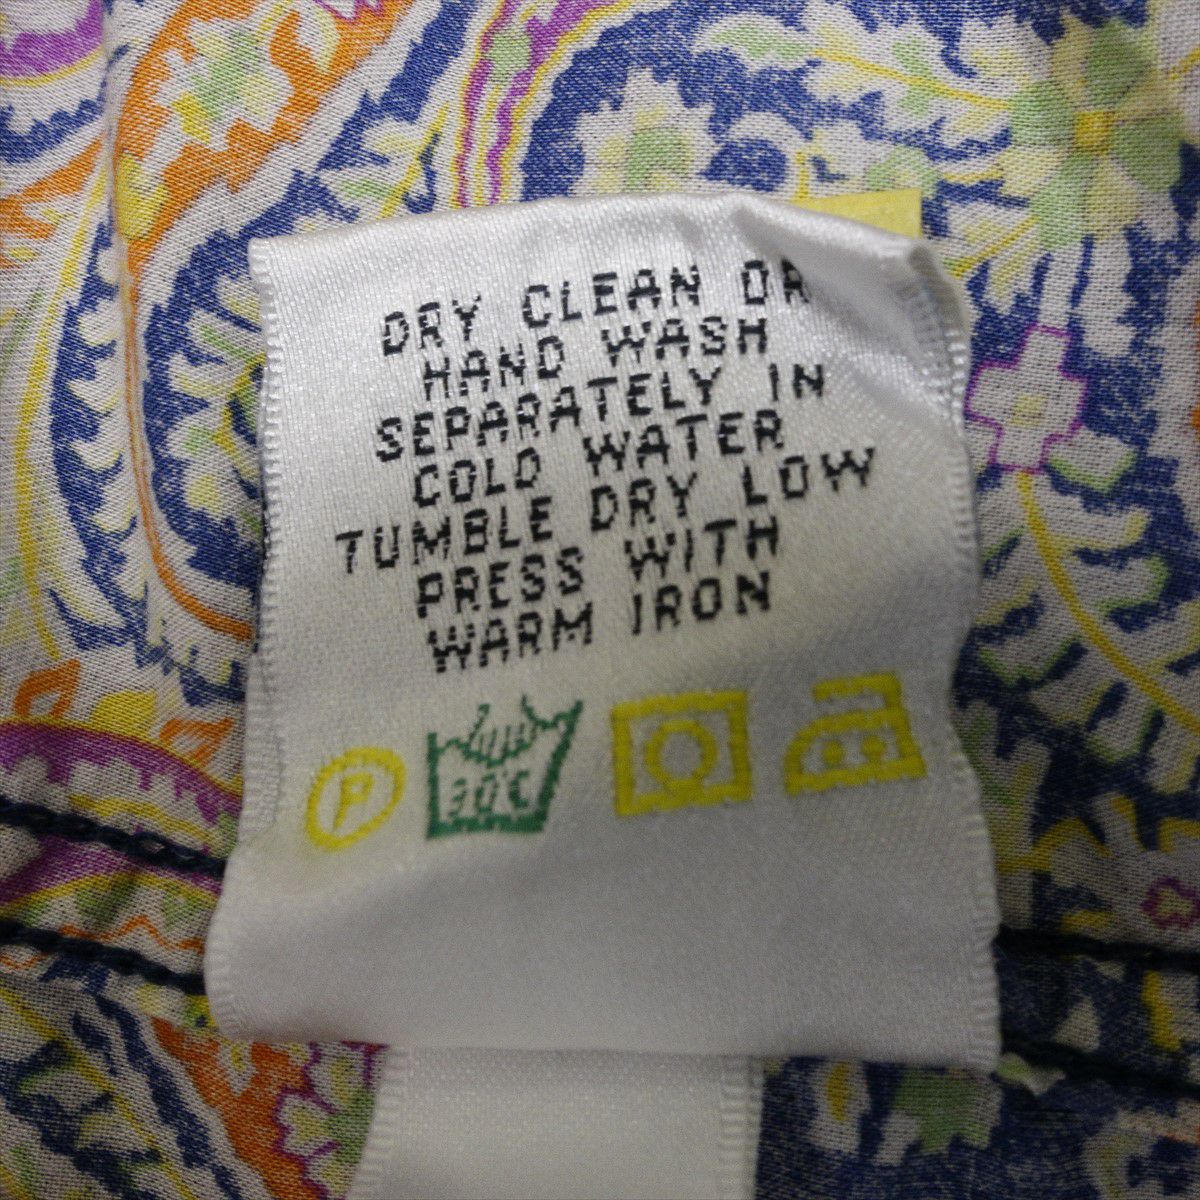 DRY CLEAN OR
HAND WASH
SEPARATELY IN
COLD WATER
TUMBLE DRY LOW
PRESS WITH
WARM IRON
P 30°C